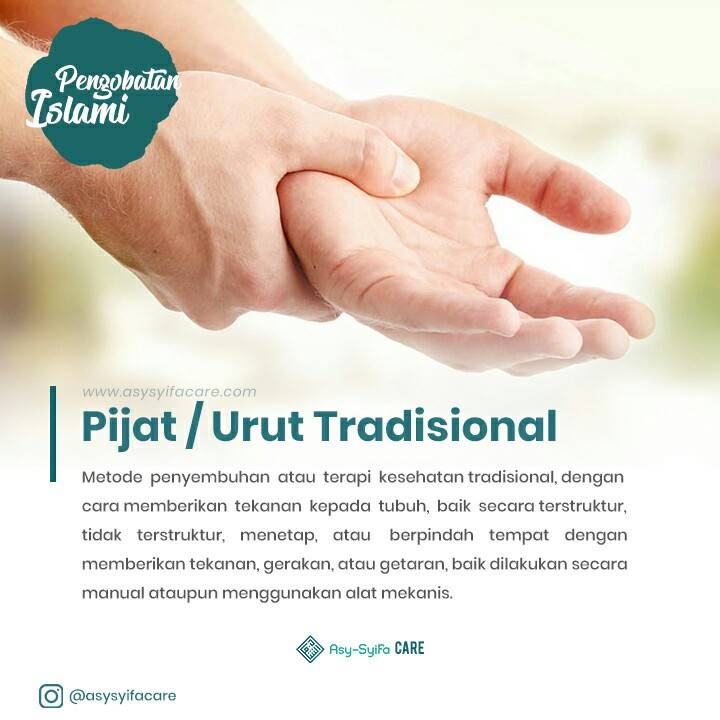 Pengobatan
Islami
www.asysyifacare.com
Pijat / Urut Tradisional
Metode penyembuhan atau terapi kesehatan tradisional, dengan
cara memberikan tekanan kepada tubuh, baik secara terstruktur,
tidak terstruktur, menetap, atau berpindah tempat dengan
memberikan tekanan, gerakan, atau getaran, baik dilakukan secara
manual ataupun menggunakan alat mekanis.
Asy-SyiFa CARE
@asysyifacare